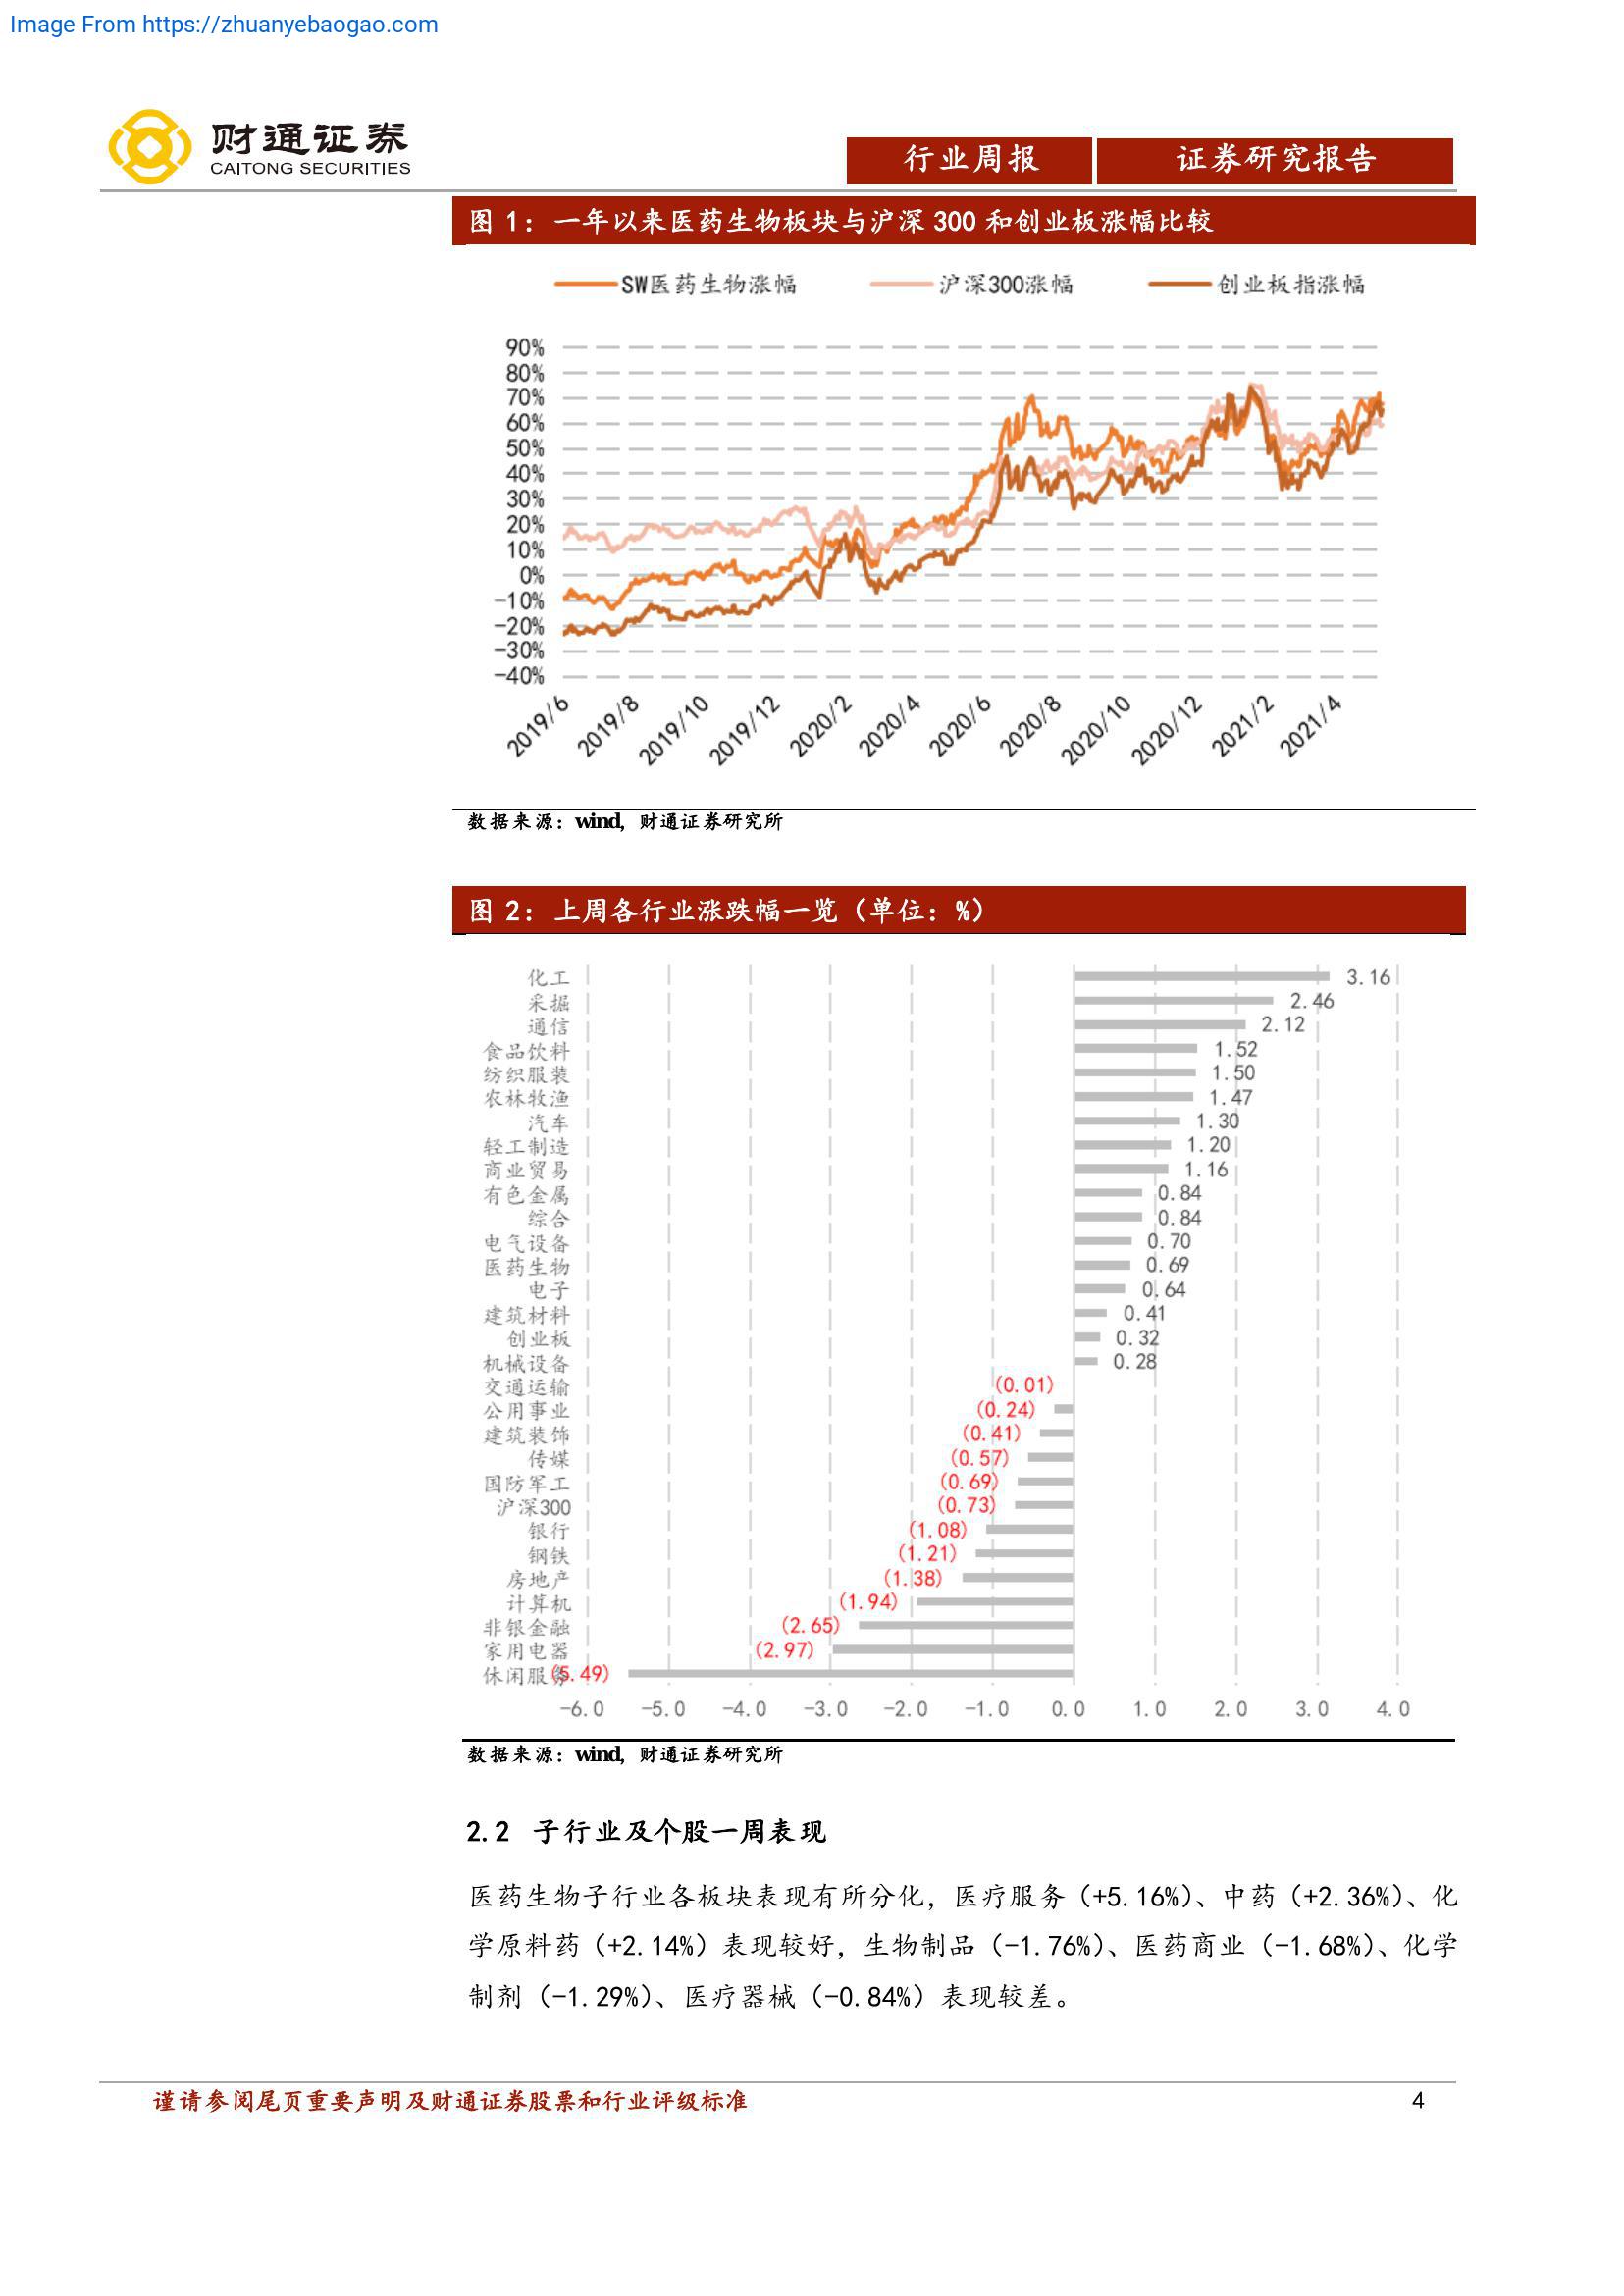 Image From https://zhuanyebaogao.com
财通证券
CAITONG SECURITIES
行业周报
证券研究报告
图 1：一年以来医药生物板块与沪深 300 和创业板涨幅比较
SW医药生物涨幅
沪深300涨幅
创业板指涨幅
90%
80%
70%
60%
50%
40%
30%
20%
10%
0%
-10%
-20%
-30%
-40%
2019/6
2019/8
2019/10
2019/12
2020/2
2020/4
2020/6
2020/8
2020/10
2020/12
2021/2
2021/4
数据来源：wind，财通证券研究所
图 2：上周各行业涨跌幅一览（单位：%）
化工 3.16
采掘 2.46
通信 2.12
食品饮料 1.52
纺织服装 1.50
农林牧渔 1.47
汽车 1.30
轻工制造 1.20
商业贸易 1.16
有色金属 0.84
综合 0.84
电气设备 0.70
医药生物 0.69
电子 0.64
建筑材料 0.41
创业板 0.32
机械设备 0.28
交通运输 (0.01)
公用事业 (0.24)
建筑装饰 (0.41)
传媒 (0.57)
国防军工 (0.69)
沪深300 (0.73)
银行 (1.08)
钢铁 (1.21)
房地产 (1.38)
计算机 (1.94)
非银金融 (2.65)
家用电器 (2.97)
休闲服务 (5.49)
-6.0 -5.0 -4.0 -3.0 -2.0 -1.0 0.0 1.0 2.0 3.0 4.0
数据来源：wind，财通证券研究所
2.2 子行业及个股一周表现
医药生物子行业各板块表现有所分化，医疗服务（+5.16%）、中药（+2.36%）、化
学原料药（+2.14%）表现较好，生物制品（-1.76%）、医药商业（-1.68%）、化学
制剂（-1.29%）、医疗器械（-0.84%）表现较差。
谨请参阅尾页重要声明及财通证券股票和行业评级标准
4